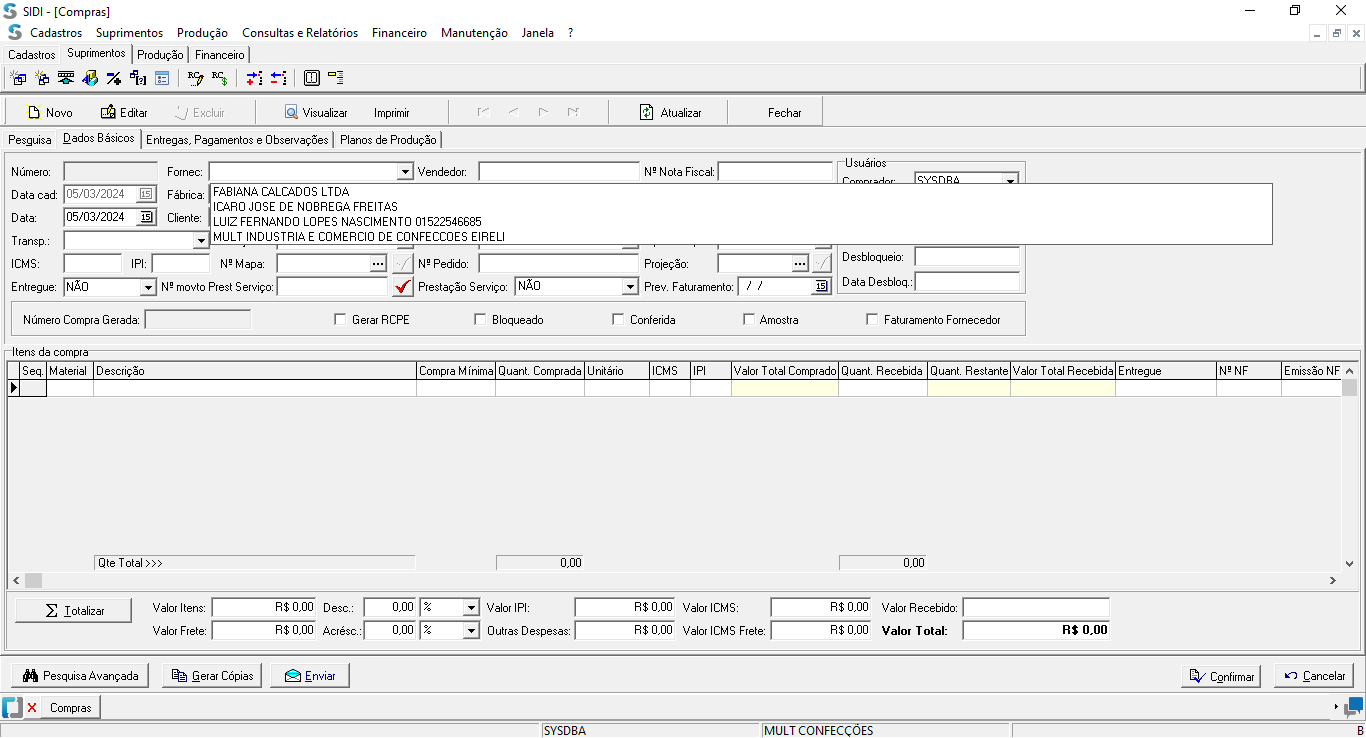 SIDI - [Compras]
Cadastros Suprimentos Produção Consultas e Relatórios Financeiro Manutenção Janela ?
Cadastros Suprimentos Produção Financeiro
Novo Editar Excluir Visualizar Imprimir Atualizar Fechar
Pesquisa Dados Básicos Entregas, Pagamentos e Observações Planos de Produção
Número: Fornec: Vendedor: Nº Nota Fiscal: Usuários
Comprador: SYSDBA
Data cad: 05/03/2024 15 Fábrica:
Data: 05/03/2024 15 Cliente:
FABIANA CALCADOS LTDA
ICARO JOSE DE NOBREGA FREITAS
LUIZ FERNANDO LOPES NASCIMENTO 01522546685
MULT INDUSTRIA E COMERCIO DE CONFECCOES EIRELI
Transp.:
ICMS: IPI: Nº Mapa: ... Nº Pedido: Projeção: ... Desbloqueio:
Entregue: NÃO Nº movto Prest Serviço: Prestação Serviço: NÃO Prev. Faturamento: / / 15 Data Desbloq.:
Número Compra Gerada: Gerar RCPE Bloqueado Conferida Amostra Faturamento Fornecedor
Itens da compra
Seq. Material Descrição Compra Mínima Quant. Comprada Unitário ICMS IPI Valor Total Comprado Quant. Recebida Quant. Restante Valor Total Recebida Entregue Nº NF Emissão NF
Qte Total >>> 0,00 0,00
Totalizar Valor Itens: R$ 0,00 Desc.: 0,00 % Valor IPI: R$ 0,00 Valor ICMS: R$ 0,00 Valor Recebido:
Valor Frete: R$ 0,00 Acrésc.: 0,00 % Outras Despesas: R$ 0,00 Valor ICMS Frete: R$ 0,00 Valor Total: R$ 0,00
Pesquisa Avançada Gerar Cópias Enviar Confirmar Cancelar
Compras
SYSDBA MULT CONFECÇÕES B